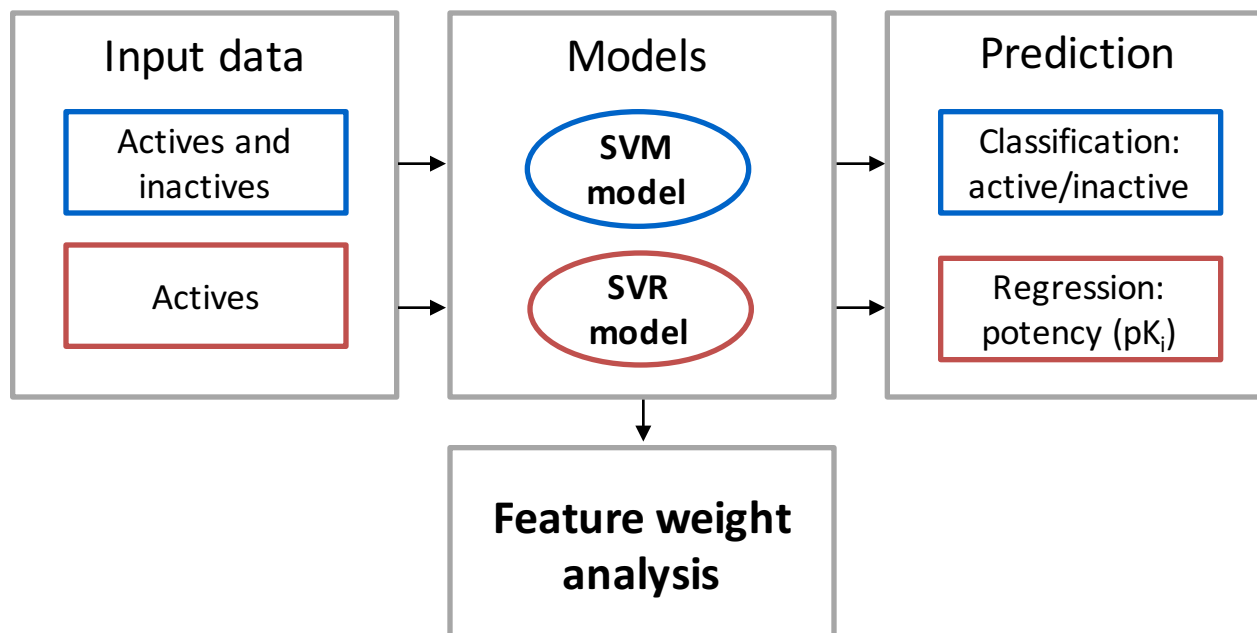 Input data
Actives and
inactives
Actives
Models
SVM
model
SVR
model
Prediction
Classification:
active/inactive
Regression:
potency (pKᵢ)
Feature weight
analysis